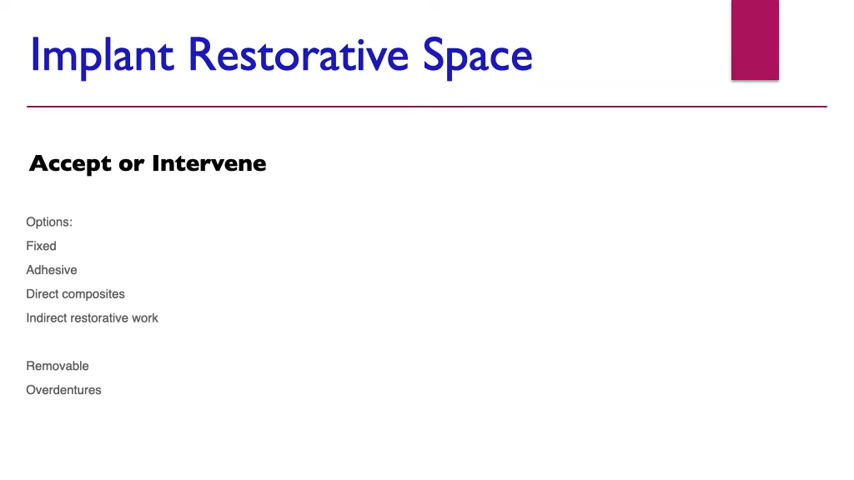 Implant Restorative Space
Accept or Intervene
Options:
Fixed
Adhesive
Direct composites
Indirect restorative work
Removable
Overdentures